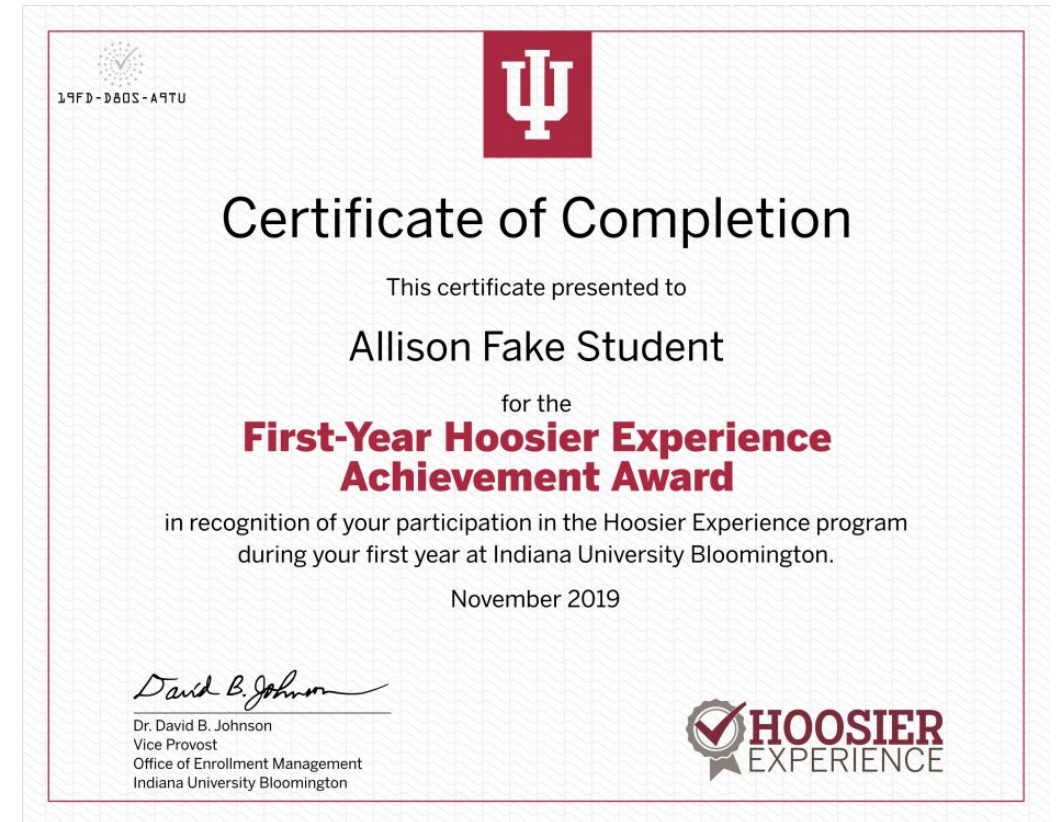 19FD-D80S-A9TU
Certificate of Completion
This certificate presented to
Allison Fake Student
for the
First-Year Hoosier Experience
Achievement Award
in recognition of your participation in the Hoosier Experience program
during your first year at Indiana University Bloomington.
November 2019
David B. Johnson
Dr. David B. Johnson
Vice Provost
Office of Enrollment Management
Indiana University Bloomington
HOOSIER
EXPERIENCE